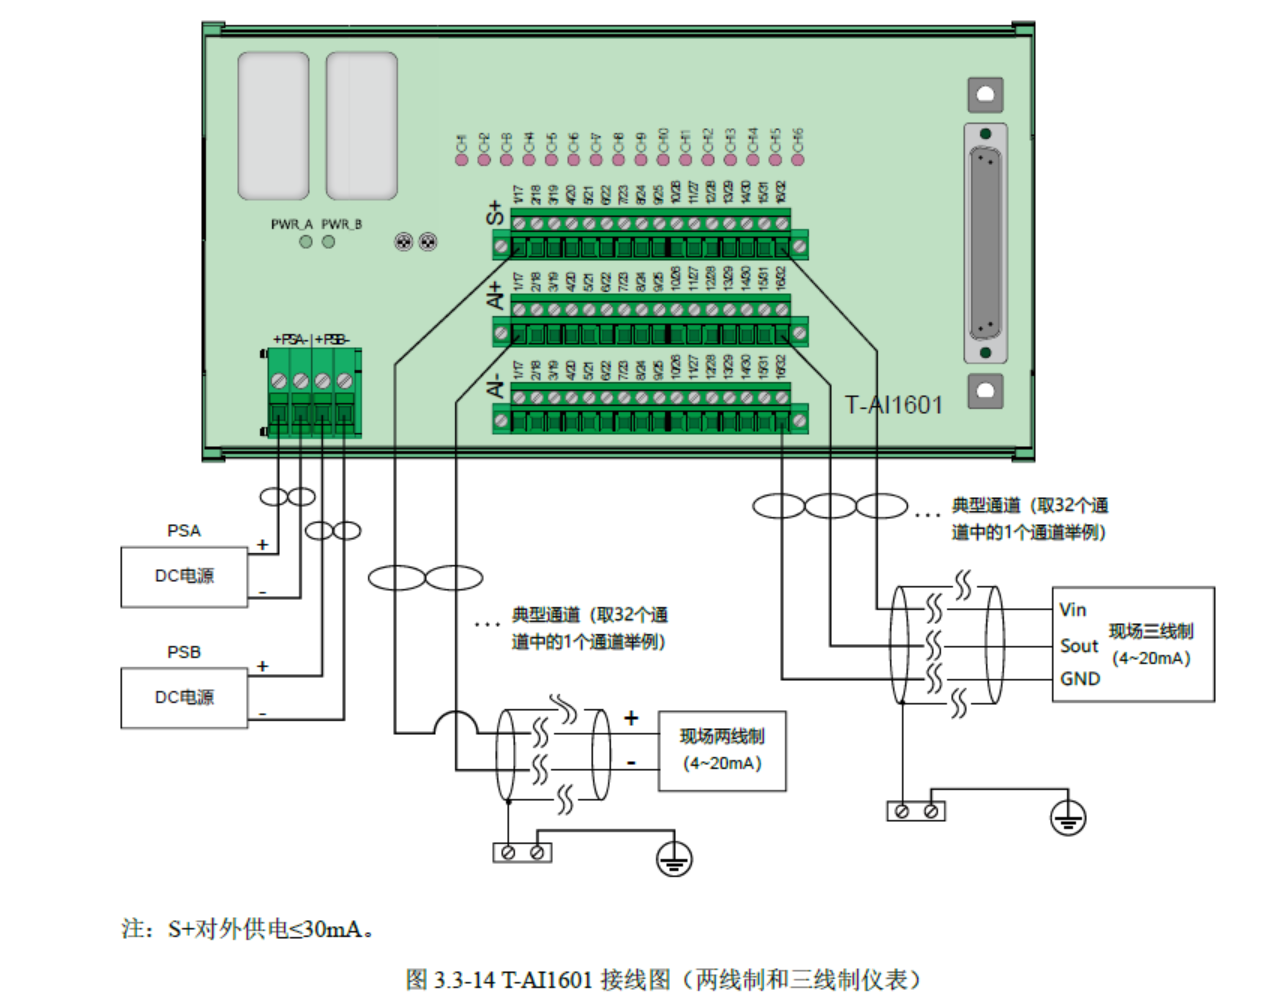 CH1 CH2 CH3 CH4 CH5 CH6 CH7 CH8 CH9 CH10 CH11 CH12 CH13 CH14 CH15 CH16
1/17 2/18 3/19 4/20 5/21 6/22 7/23 8/24 9/25 10/26 11/27 12/28 13/29 14/30 15/31 16/32
S+
PWR_A PWR_B
1/17 2/18 3/19 4/20 5/21 6/22 7/23 8/24 9/25 10/26 11/27 12/28 13/29 14/30 15/31 16/32
AI+
+PSA-|+PSB-
1/17 2/18 3/19 4/20 5/21 6/22 7/23 8/24 9/25 10/26 11/27 12/28 13/29 14/30 15/31 16/32
AI-
T-AI1601
PSA
DC电源
+
-
PSB
DC电源
+
-
… 典型通道（取32个通
道中的1个通道举例）
… 典型通道（取32个通
道中的1个通道举例）
Vin
Sout
GND
现场三线制
(4~20mA)
+
-
现场两线制
(4~20mA)
注：S+对外供电≤30mA。
图 3.3-14 T-AI1601 接线图（两线制和三线制仪表）